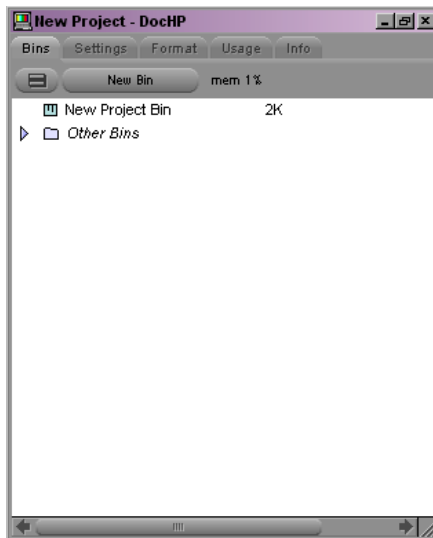 New Project - DocHP
Bins Settings Format Usage Info
New Bin mem 1%
New Project Bin 2K
Other Bins